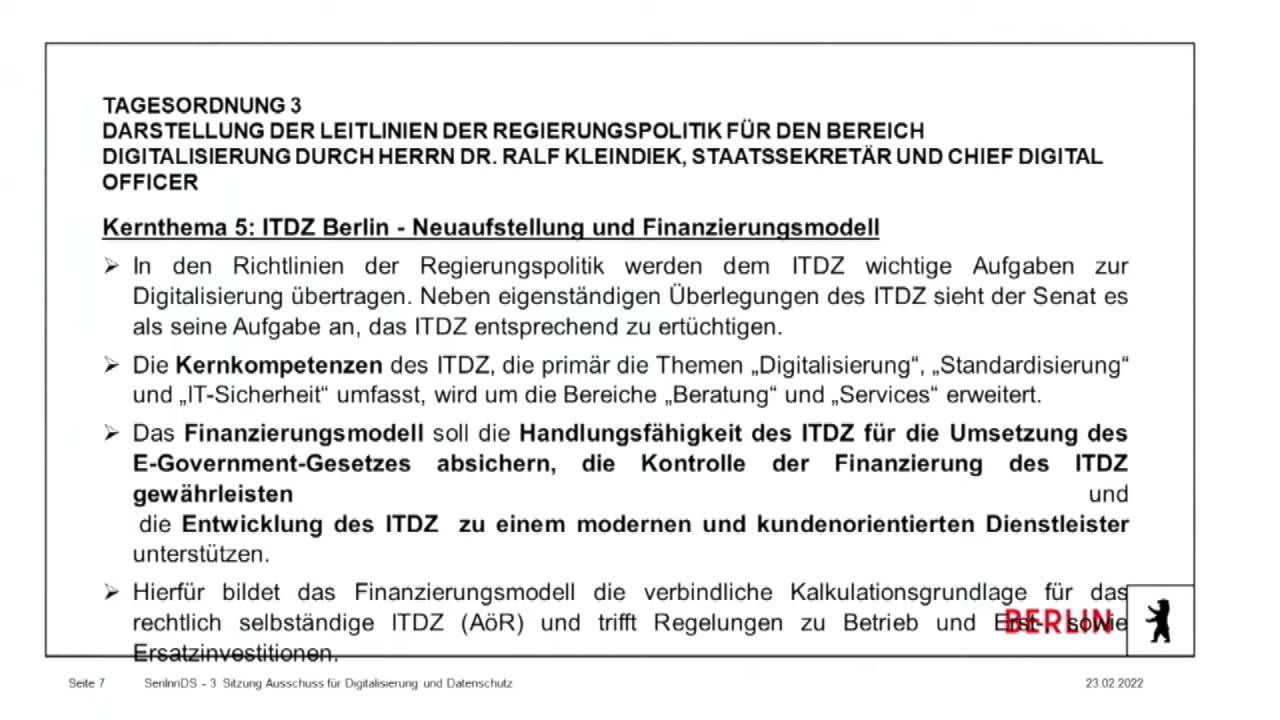 TAGESORDNUNG 3
DARSTELLUNG DER LEITLINIEN DER REGIERUNGSPOLITIK FÜR DEN BEREICH
DIGITALISIERUNG DURCH HERRN DR. RALF KLEINDIEK, STAATSSEKRETÄR UND CHIEF DIGITAL
OFFICER
Kernthema 5: ITDZ Berlin - Neuaufstellung und Finanzierungsmodell
➢ In den Richtlinien der Regierungspolitik werden dem ITDZ wichtige Aufgaben zur
Digitalisierung übertragen. Neben eigenständigen Überlegungen des ITDZ sieht der Senat es
als seine Aufgabe an, das ITDZ entsprechend zu ertüchtigen.
➢ Die Kernkompetenzen des ITDZ, die primär die Themen „Digitalisierung“, „Standardisierung“
und „IT-Sicherheit“ umfasst, wird um die Bereiche „Beratung“ und „Services“ erweitert.
➢ Das Finanzierungsmodell soll die Handlungsfähigkeit des ITDZ für die Umsetzung des
E-Government-Gesetzes absichern, die Kontrolle der Finanzierung des ITDZ
gewährleisten und
die Entwicklung des ITDZ zu einem modernen und kundenorientierten Dienstleister
unterstützen.
➢ Hierfür bildet das Finanzierungsmodell die verbindliche Kalkulationsgrundlage für das
rechtlich selbständige ITDZ (AöR) und trifft Regelungen zu Betrieb und Erst-, sowie
BERLIN
Ersatzinvestitionen.
Seite 7 SenInnDS - 3. Sitzung Ausschuss für Digitalisierung und Datenschutz 23.02.2022